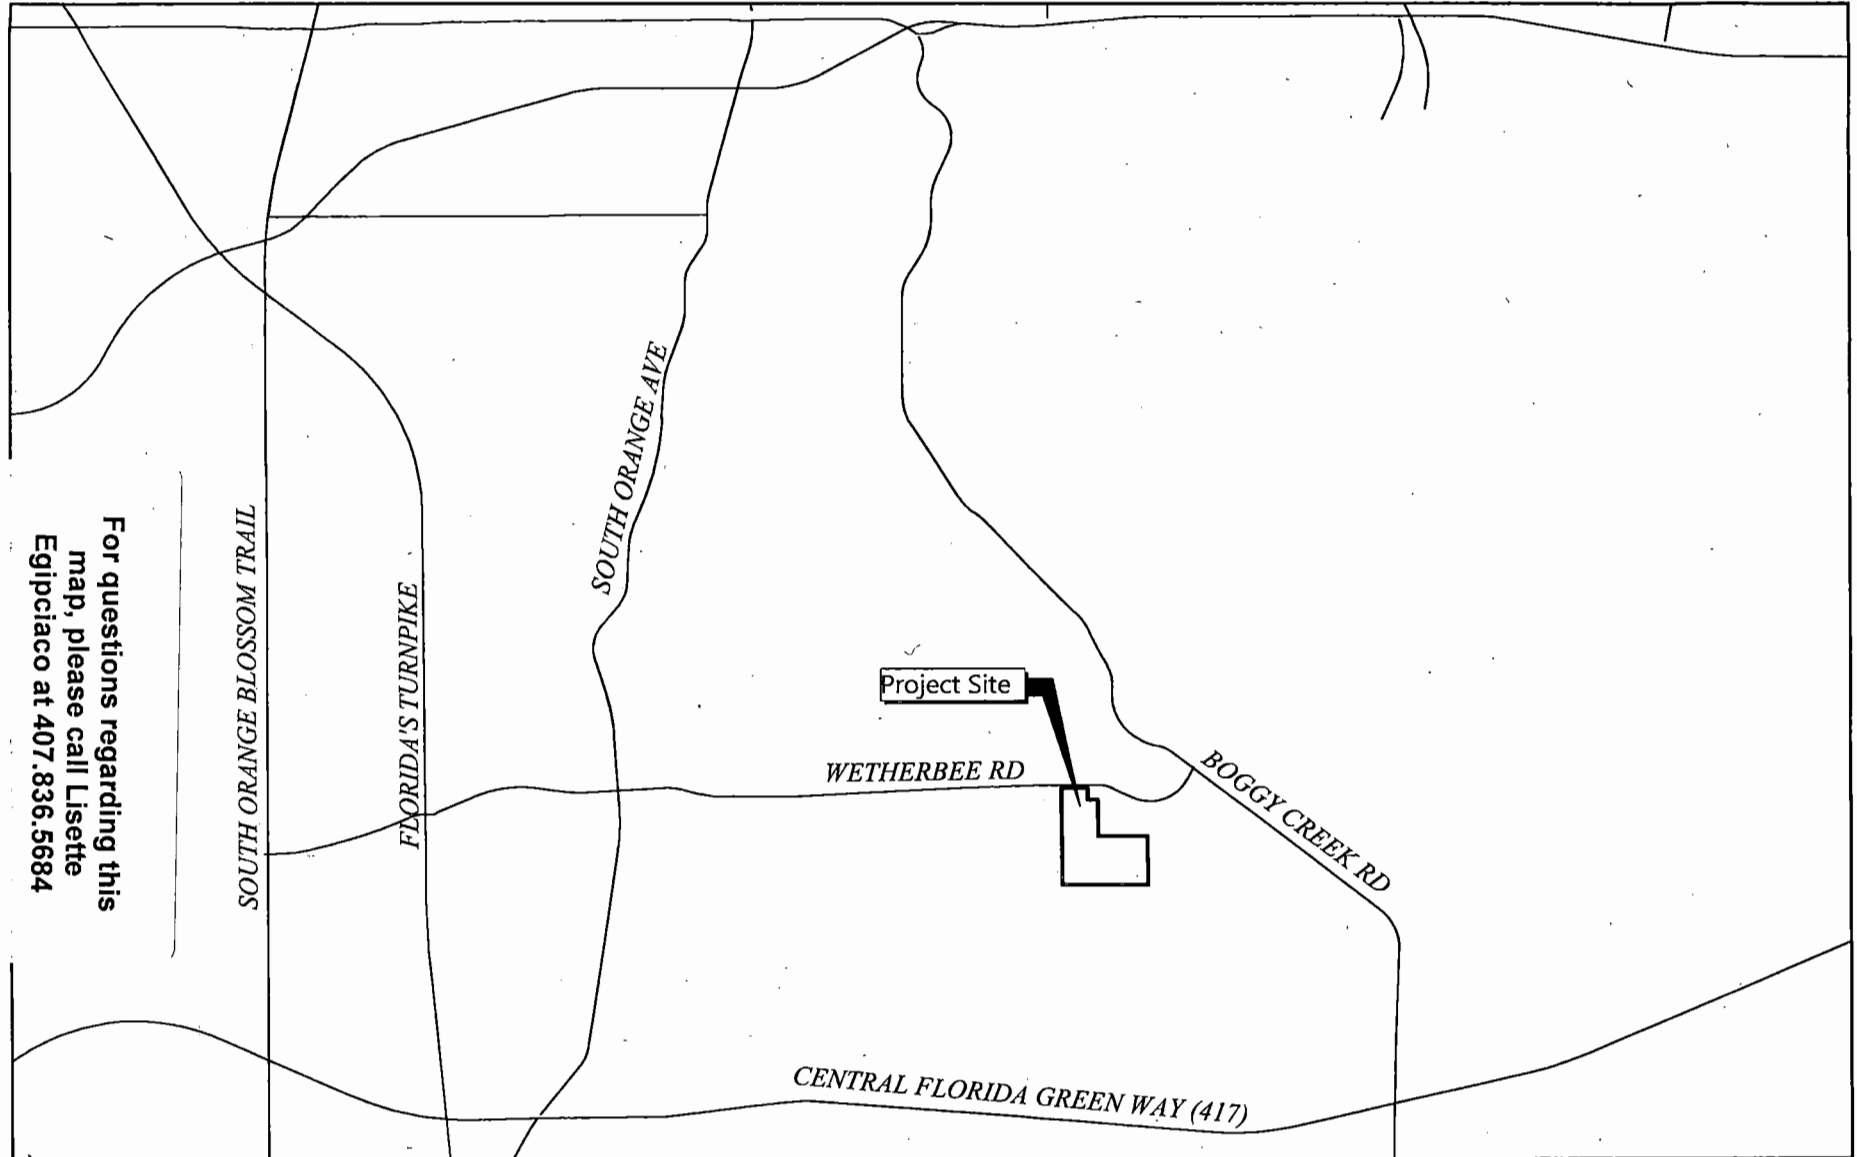 SOUTH ORANGE AVE
For questions regarding this
map, please call Lisette
Egipciaco at 407.836.5684
SOUTH ORANGE BLOSSOM TRAIL
FLORIDA'S TURNPIKE
Project Site
WETHERBEE RD
BOGGY CREEK RD
CENTRAL FLORIDA GREEN WAY (417)